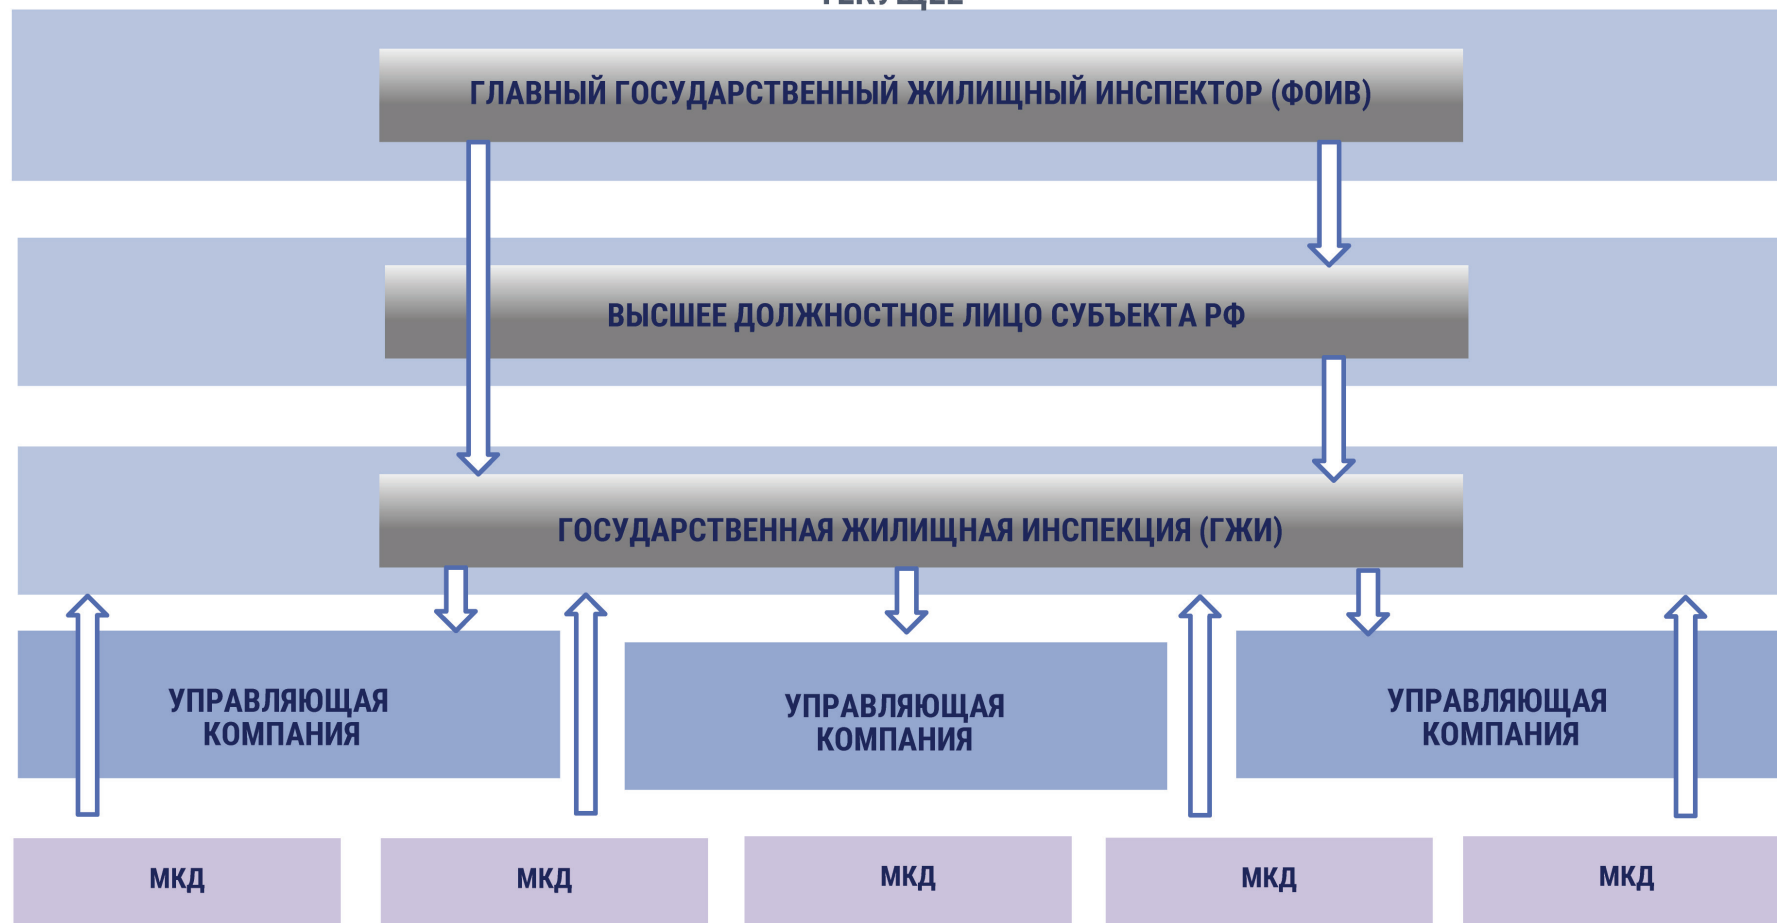 ТЕКУЩЕЕ
ГЛАВНЫЙ ГОСУДАРСТВЕННЫЙ ЖИЛИЩНЫЙ ИНСПЕКТОР (ФОИВ)
ВЫСШЕЕ ДОЛЖНОСТНОЕ ЛИЦО СУБЪЕКТА РФ
ГОСУДАРСТВЕННАЯ ЖИЛИЩНАЯ ИНСПЕКЦИЯ (ГЖИ)
УПРАВЛЯЮЩАЯ
КОМПАНИЯ
УПРАВЛЯЮЩАЯ
КОМПАНИЯ
УПРАВЛЯЮЩАЯ
КОМПАНИЯ
МКД
МКД
МКД
МКД
МКД